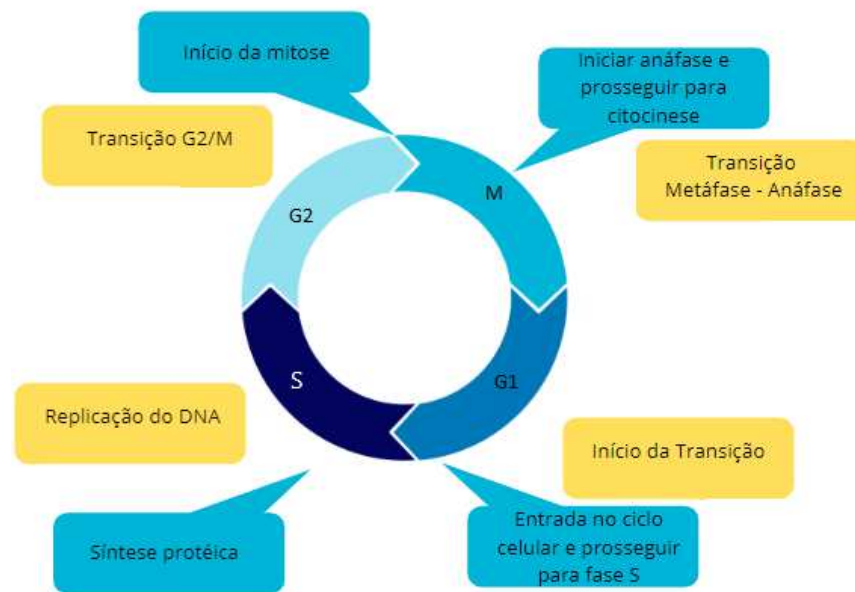 Início da mitose
Iniciar anáfase e
prosseguir para
citocinese
Transição G2/M
Transição
Metáfase - Anáfase
M
G2
S
G1
Replicação do DNA
Início da Transição
Síntese protéica
Entrada no ciclo
celular e prosseguir
para fase S